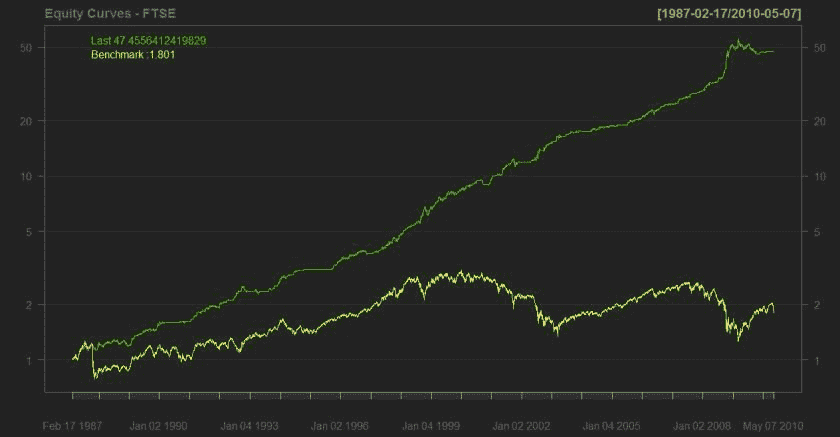 Equity Curves - FTSE [1987-02-17/2010-05-07]
Last 47.4556412419829
Benchmark :1.801
50 50
20 20
10 10
5 5
2 2
1 1
Feb 17 1987 Jan 02 1990 Jan 04 1993 Jan 02 1996 Jan 04 1999 Jan 02 2002 Jan 04 2005 Jan 02 2008 May 07 2010